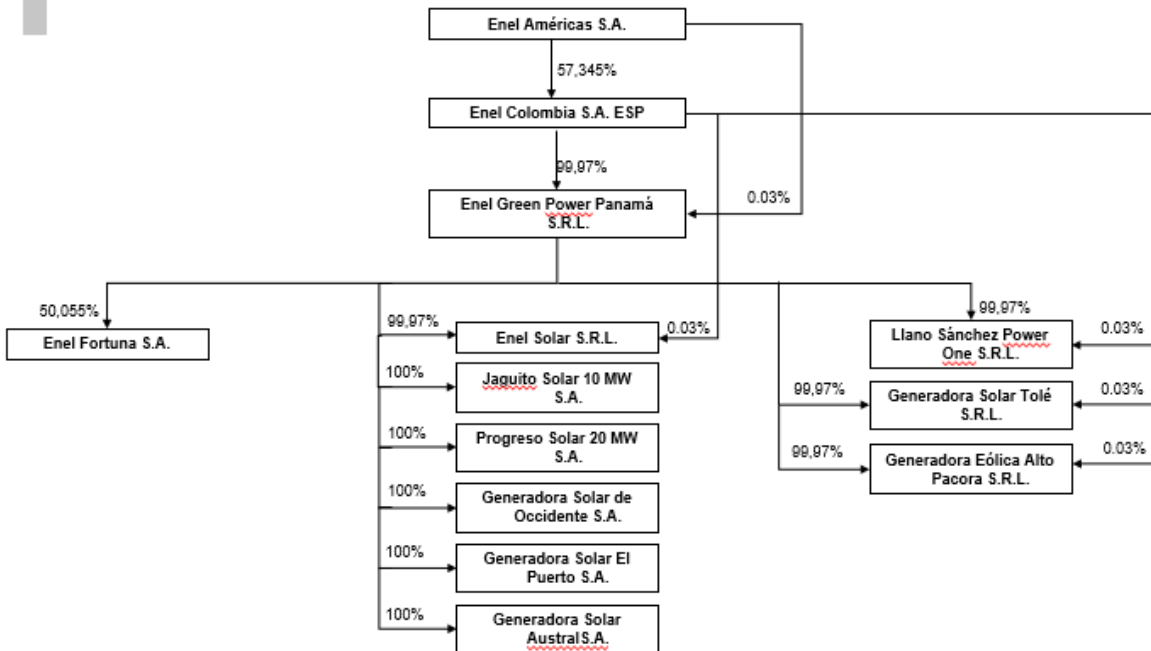 Enel Américas S.A.
57,345%
Enel Colombia S.A. ESP
99,97%
Enel Green Power Panamá
S.R.L.
0.03%
50,055%
Enel Fortuna S.A.
99,97%
Enel Solar S.R.L.
0.03%
100%
Jaguito Solar 10 MW
S.A.
100%
Progreso Solar 20 MW
S.A.
100%
Generadora Solar de
Occidente S.A.
100%
Generadora Solar El
Puerto S.A.
100%
Generadora Solar
AustralS.A.
99,97%
Llano Sánchez Power
One S.R.L.
0.03%
99,97%
Generadora Solar Tolé
S.R.L.
0.03%
99,97%
Generadora Eólica Alto
Pacora S.R.L.
0.03%